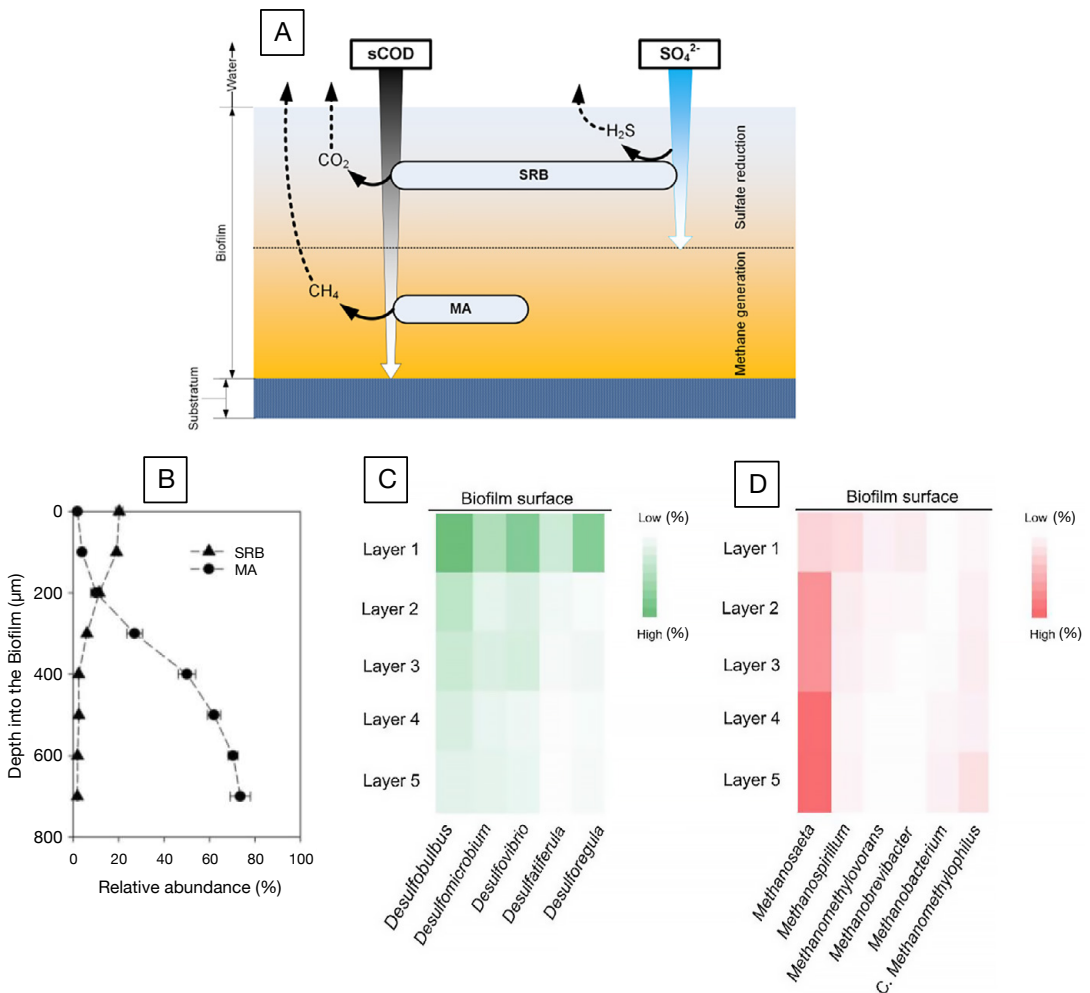 A
sCOD
SO₄²⁻
Water
Biofilm
Substratum
H₂S
CO₂
SRB
Sulfate reduction
CH₄
MA
Methane generation
B
0
200
400
600
800
Depth into the Biofilm (µm)
SRB
MA
0 20 40 60 80 100
Relative abundance (%)
C
Biofilm surface
Layer 1
Layer 2
Layer 3
Layer 4
Layer 5
Low (%)
High (%)
Desulfobulbus
Desulfomicrobium
Desulfovibrio
Desulfatiferula
Desulforegula
D
Biofilm surface
Layer 1
Layer 2
Layer 3
Layer 4
Layer 5
Low (%)
High (%)
Methanosaeta
Methanospirillum
Methanomethylovorans
Methanobrevibacter
Methanobacterium
C. Methanomethylophilus